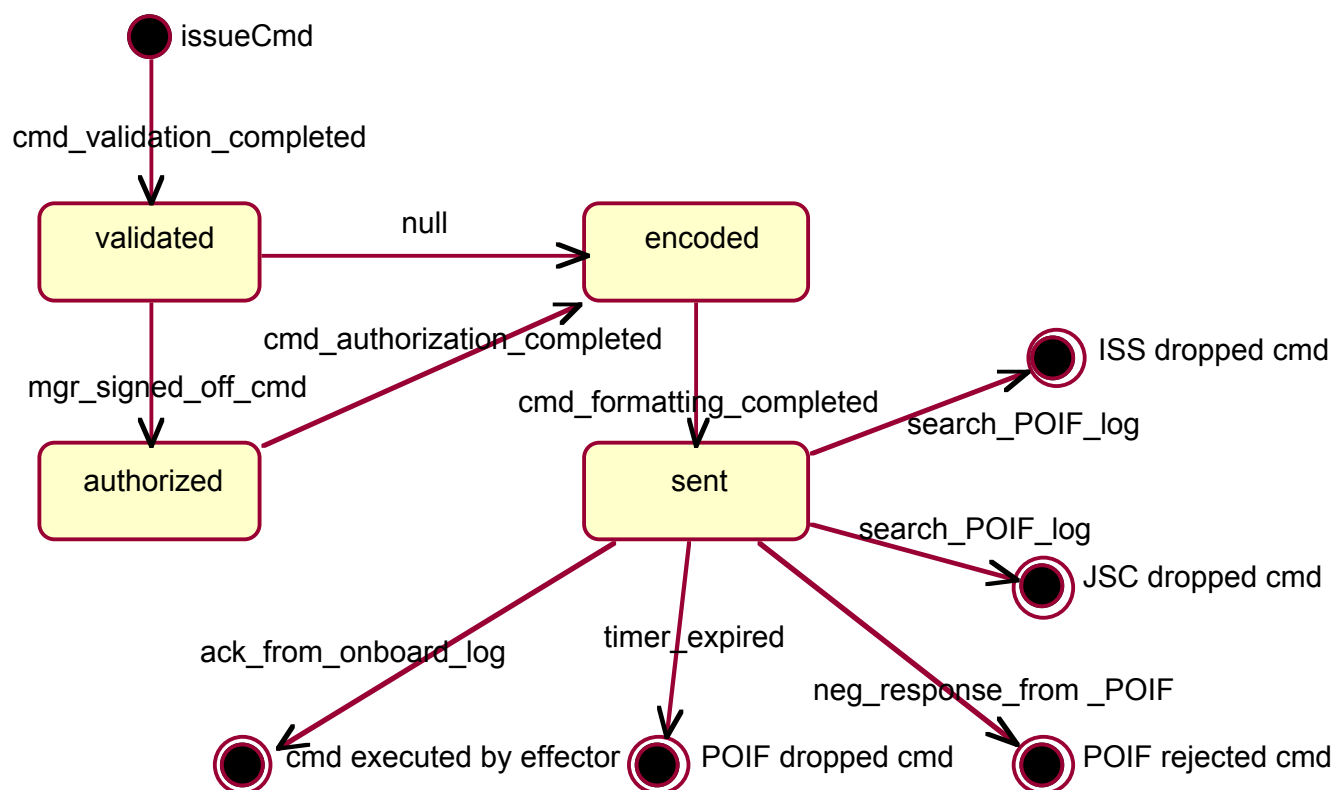 issueCmd
cmd_validation_completed
validated
null
encoded
cmd_authorization_completed
ISS dropped cmd
mgr_signed_off_cmd
cmd_formatting_completed
search_POIF_log
authorized
sent
search_POIF_log
JSC dropped cmd
ack_from_onboard_log
timer_expired
neg_response_from _POIF
cmd executed by effector
POIF dropped cmd
POIF rejected cmd